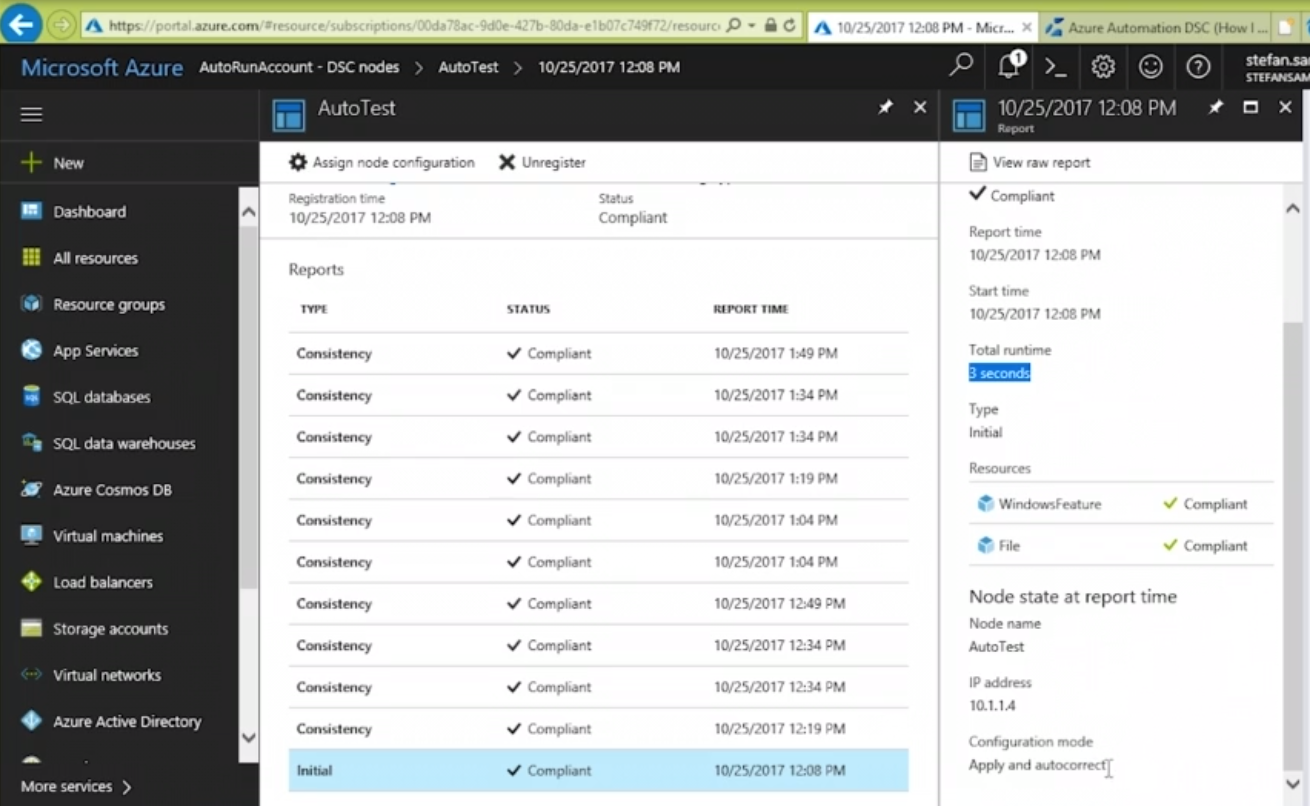 https://portal.azure.com/#resource/subscriptions/00da78ac-9d0e-427b-80da-e1b07c749f72/resourc
10/25/2017 12:08 PM - Micr...
Azure Automation DSC (How I ...
Microsoft Azure AutoRunAccount - DSC nodes > AutoTest > 10/25/2017 12:08 PM
1
stefan.sa
STEFANSAM
New
Dashboard
All resources
Resource groups
App Services
SQL databases
SQL data warehouses
Azure Cosmos DB
Virtual machines
Load balancers
Storage accounts
Virtual networks
Azure Active Directory
More services >
AutoTest
Assign node configuration Unregister
Registration time Status
10/25/2017 12:08 PM Compliant
Reports
TYPE STATUS REPORT TIME
Consistency Compliant 10/25/2017 1:49 PM
Consistency Compliant 10/25/2017 1:34 PM
Consistency Compliant 10/25/2017 1:34 PM
Consistency Compliant 10/25/2017 1:19 PM
Consistency Compliant 10/25/2017 1:04 PM
Consistency Compliant 10/25/2017 1:04 PM
Consistency Compliant 10/25/2017 12:49 PM
Consistency Compliant 10/25/2017 12:34 PM
Consistency Compliant 10/25/2017 12:34 PM
Consistency Compliant 10/25/2017 12:19 PM
Initial Compliant 10/25/2017 12:08 PM
10/25/2017 12:08 PM
Report
View raw report
Compliant
Report time
10/25/2017 12:08 PM
Start time
10/25/2017 12:08 PM
Total runtime
3 seconds
Type
Initial
Resources
WindowsFeature Compliant
File Compliant
Node state at report time
Node name
AutoTest
IP address
10.1.1.4
Configuration mode
Apply and autocorrect